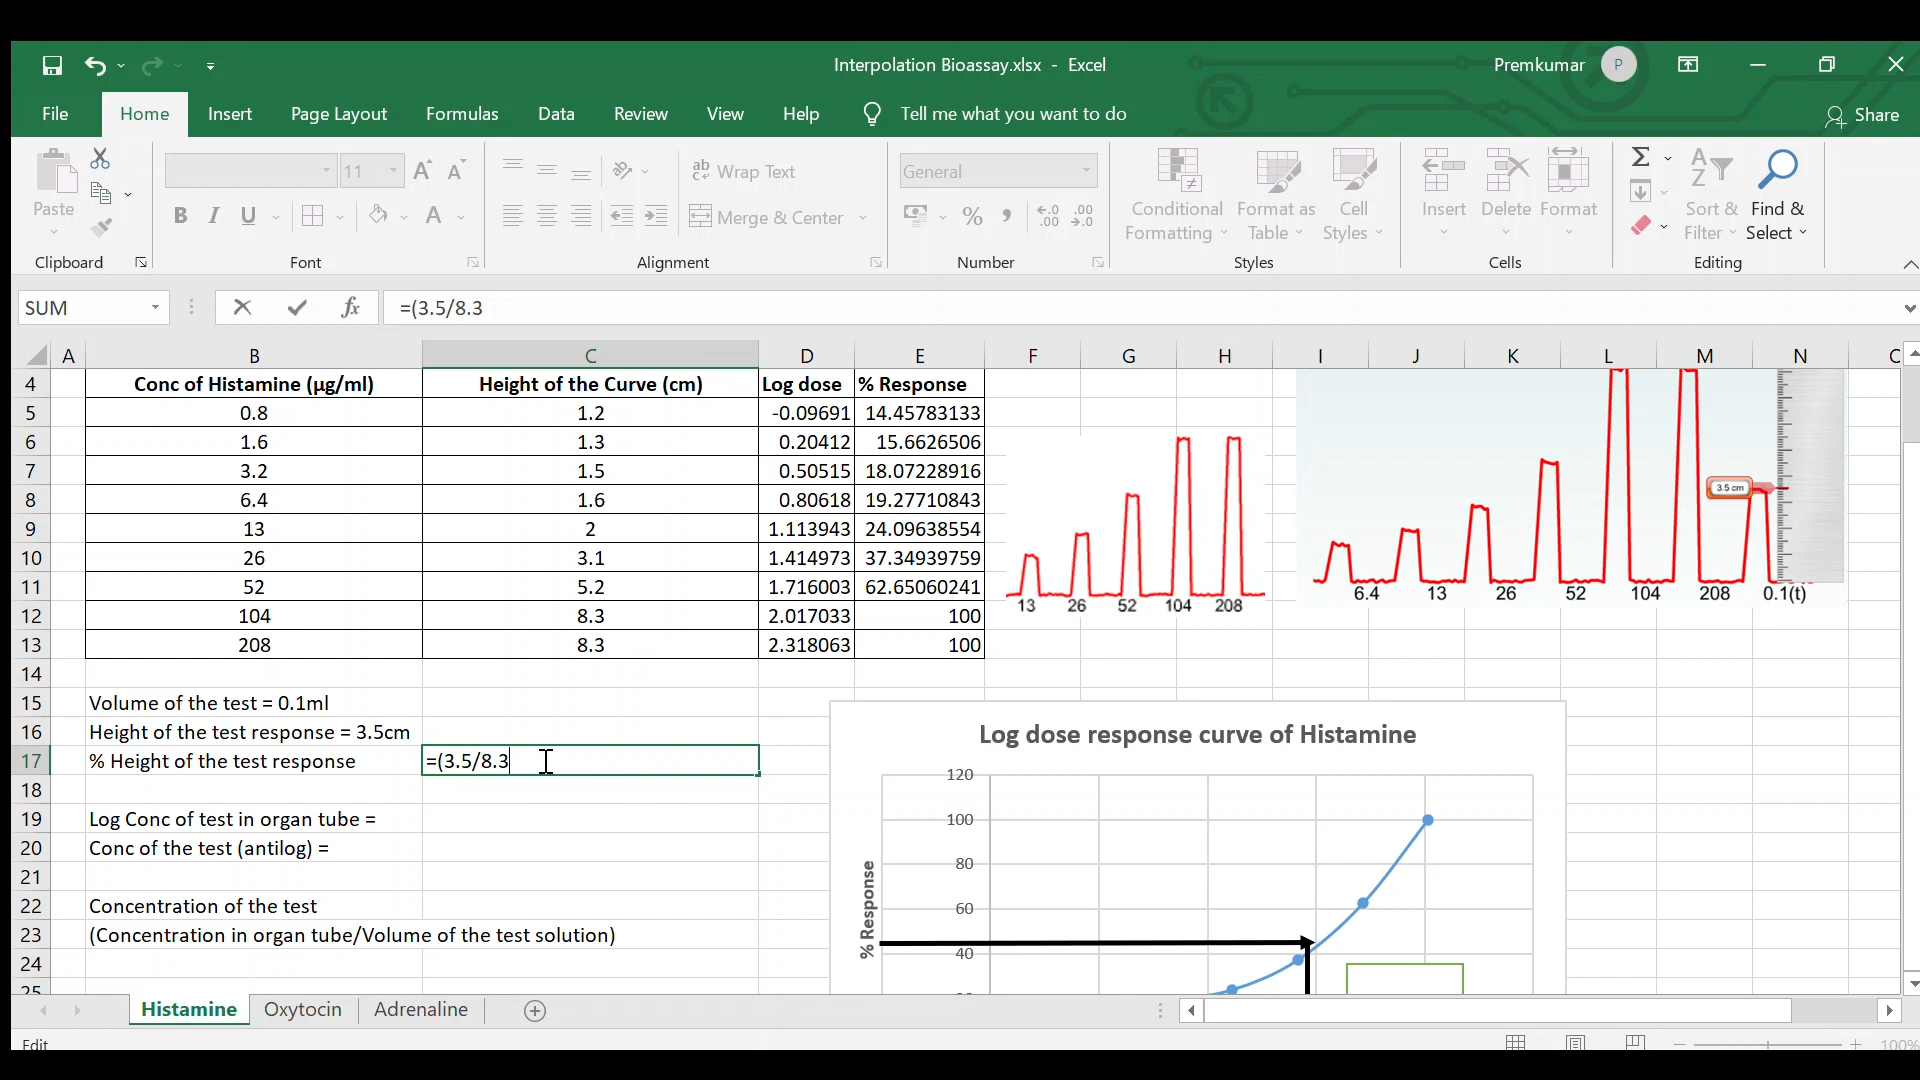 Interpolation Bioassay.xlsx - Excel
Premkumar P
File Home Insert Page Layout Formulas Data Review View Help Tell me what you want to do Share
Paste
Clipboard
11
B I U
Font
Wrap Text
Merge & Center
Alignment
General
% , .00 .00
Number
Conditional Formatting
Format as Table
Cell Styles
Styles
Insert Delete Format
Cells
Sort & Filter
Find & Select
Editing
SUM fx =(3.5/8.3
A B C D E F G H I J K L M N
4 Conc of Histamine (µg/ml) Height of the Curve (cm) Log dose % Response
5 0.8 1.2 -0.09691 14.45783133
6 1.6 1.3 0.20412 15.6626506
7 3.2 1.5 0.50515 18.07228916
8 6.4 1.6 0.80618 19.27710843
9 13 2 1.113943 24.09638554
10 26 3.1 1.414973 37.34939759
11 52 5.2 1.716003 62.65060241
12 104 8.3 2.017033 100
13 208 8.3 2.318063 100
14
15 Volume of the test = 0.1ml
16 Height of the test response = 3.5cm
17 % Height of the test response =(3.5/8.3
18
19 Log Conc of test in organ tube =
20 Conc of the test (antilog) =
21
22 Concentration of the test
23 (Concentration in organ tube/Volume of the test solution)
24
25
13 26 52 104 208
3.5 cm
6.4 13 26 52 104 208 0.1(t)
Log dose response curve of Histamine
120
100
80
60
40
% Response
Histamine Oxytocin Adrenaline
Edit
100%